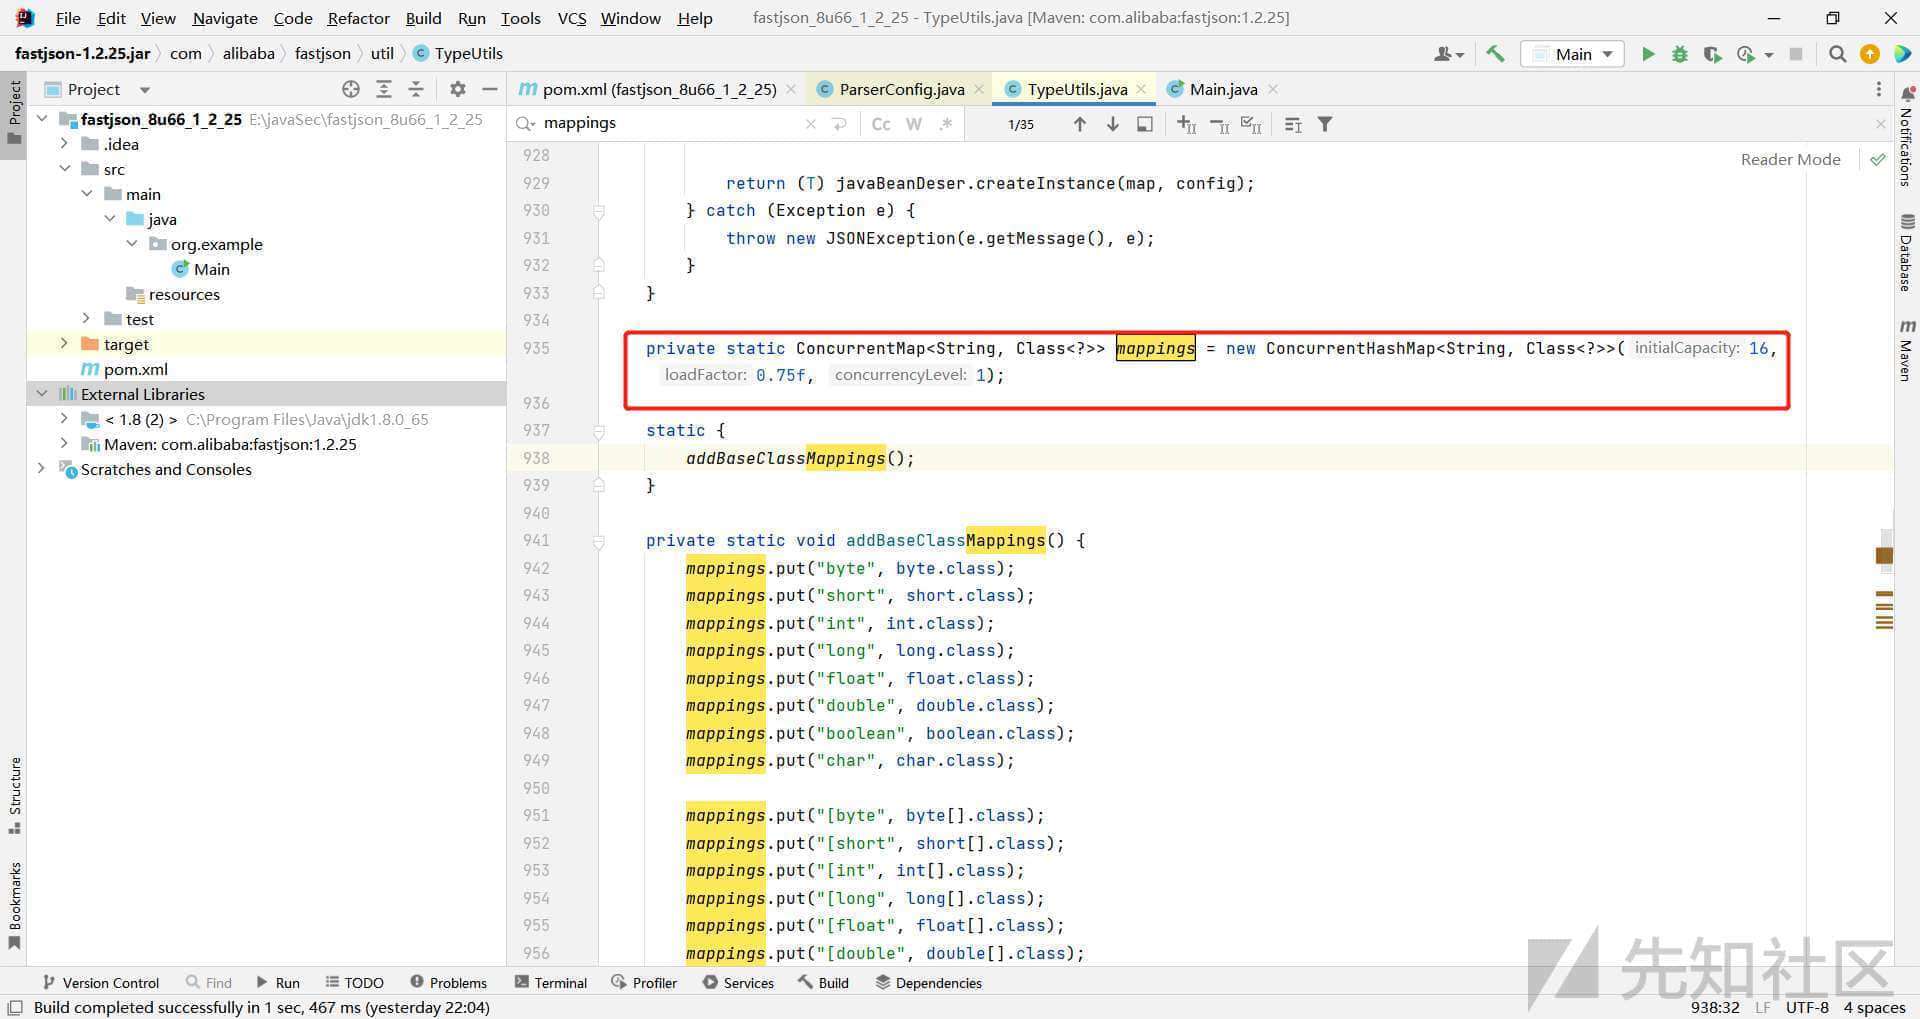 File Edit View Navigate Code Refactor Build Run Tools VCS Window Help fastjson_8u66_1_2_25 - TypeUtils.java [Maven: com.alibaba:fastjson:1.2.25]
fastjson-1.2.25.jar com alibaba fastjson util TypeUtils Main
Project
Project
pom.xml (fastjson_8u66_1_2_25) ParserConfig.java TypeUtils.java Main.java
mappings Cc W .* 1/35
Reader Mode
fastjson_8u66_1_2_25 E:\javaSec\fastjson_8u66_1_2_25
.idea
src
main
java
org.example
Main
resources
test
target
pom.xml
External Libraries
< 1.8 (2) > C:\Program Files\Java\jdk1.8.0_65
Maven: com.alibaba:fastjson:1.2.25
Scratches and Consoles
928
929 return (T) javaBeanDeser.createInstance(map, config);
930 } catch (Exception e) {
931 throw new JSONException(e.getMessage(), e);
932 }
933 }
934
935 private static ConcurrentMap<String, Class<?>> mappings = new ConcurrentHashMap<String, Class<?>>( initialCapacity: 16,
loadFactor: 0.75f, concurrencyLevel: 1);
936
937 static {
938 addBaseClassMappings();
939 }
940
941 private static void addBaseClassMappings() {
942 mappings.put("byte", byte.class);
943 mappings.put("short", short.class);
944 mappings.put("int", int.class);
945 mappings.put("long", long.class);
946 mappings.put("float", float.class);
947 mappings.put("double", double.class);
948 mappings.put("boolean", boolean.class);
949 mappings.put("char", char.class);
950
951 mappings.put("[byte", byte[].class);
952 mappings.put("[short", short[].class);
953 mappings.put("[int", int[].class);
954 mappings.put("[long", long[].class);
955 mappings.put("[float", float[].class);
956 mappings.put("[double", double[].class);
Structure
Bookmarks
Notifications
Database
Maven
Version Control Find Run TODO Problems Terminal Profiler Services Build Dependencies
Build completed successfully in 1 sec, 467 ms (yesterday 22:04) 938:32 LF UTF-8 4 spaces
先知社区